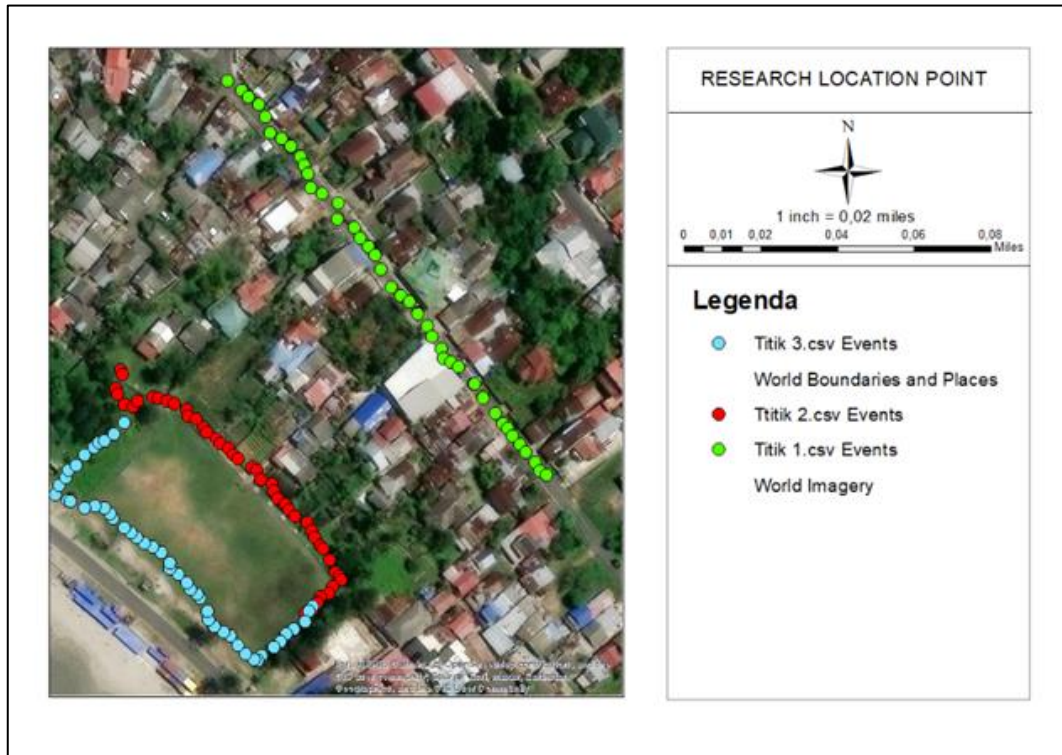 RESEARCH LOCATION POINT
N
1 inch = 0,02 miles
0 0,01 0,02 0,04 0,06 0,08
Miles
Legenda
Titik 3.csv Events
World Boundaries and Places
Ttitik 2.csv Events
Titik 1.csv Events
World Imagery